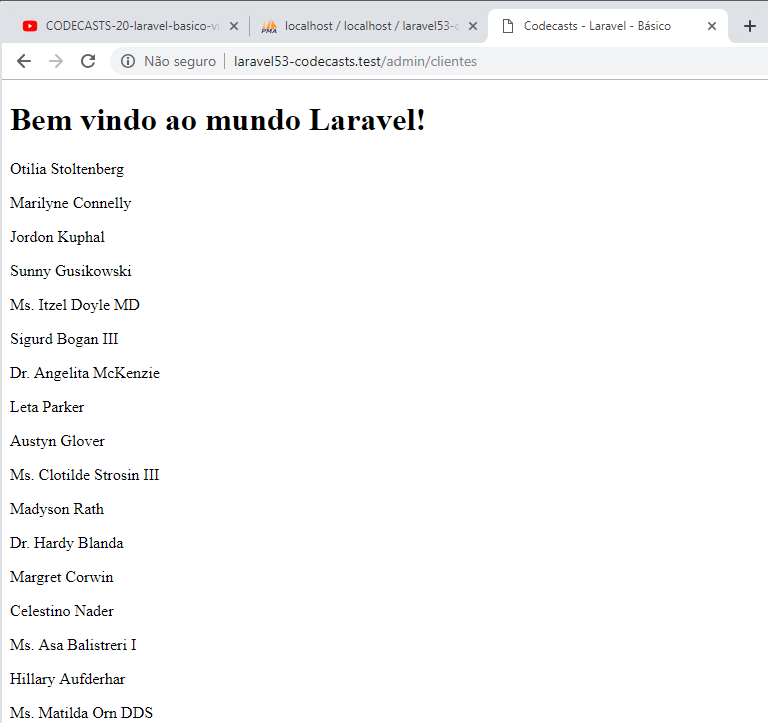 CODECASTS-20-laravel-basico-vi
localhost / localhost / laravel53-c
Codecasts - Laravel - Básico
PMA
Não seguro laravel53-codecasts.test/admin/clientes
Bem vindo ao mundo Laravel!
Otilia Stoltenberg
Marilyne Connelly
Jordon Kuphal
Sunny Gusikowski
Ms. Itzel Doyle MD
Sigurd Bogan III
Dr. Angelita McKenzie
Leta Parker
Austyn Glover
Ms. Clotilde Strosin III
Madyson Rath
Dr. Hardy Blanda
Margret Corwin
Celestino Nader
Ms. Asa Balistreri I
Hillary Aufderhar
Ms. Matilda Orn DDS